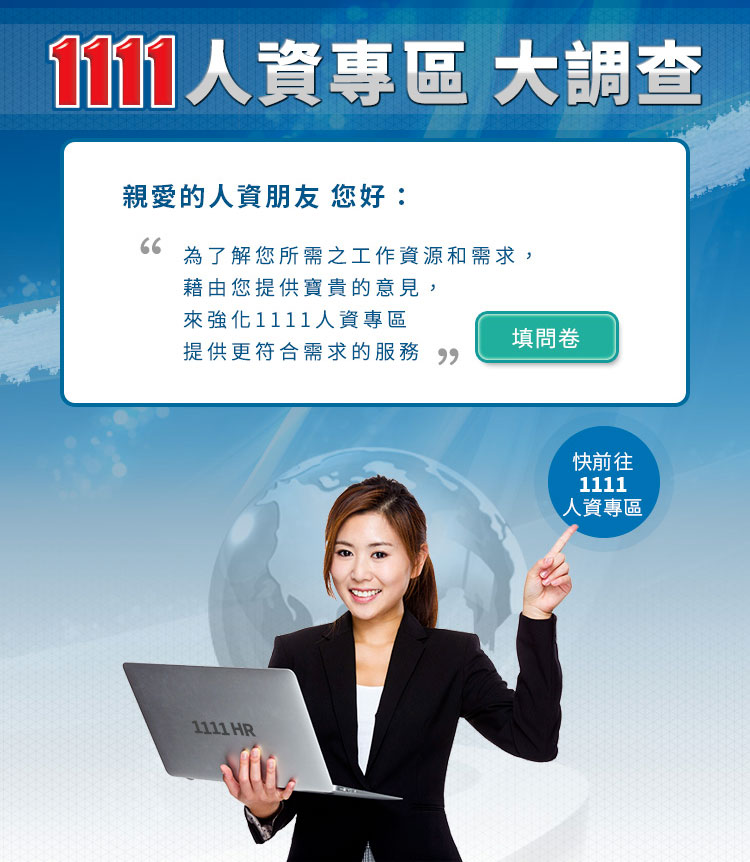 1111人資專區 大調查
親愛的人資朋友 您好：
“ 為了解您所需之工作資源和需求，
藉由您提供寶貴的意見，
來強化1111人資專區
提供更符合需求的服務 ”
填問卷
快前往
1111
人資專區
1111 HR